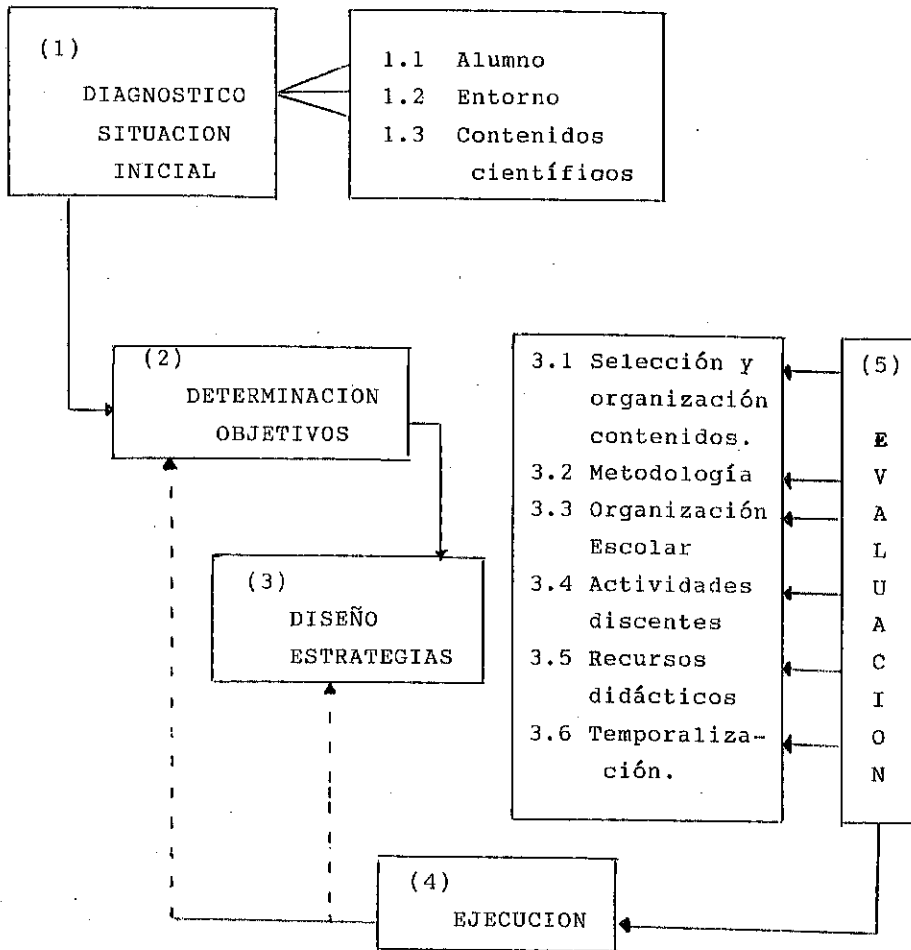 (1)
DIAGNOSTICO
SITUACION
INICIAL
1.1 Alumno
1.2 Entorno
1.3 Contenidos
científicos
(2)
DETERMINACION
OBJETIVOS
(3)
DISEÑO
ESTRATEGIAS
3.1 Selección y
organización
contenidos.
3.2 Metodología
3.3 Organización
Escolar
3.4 Actividades
discentes
3.5 Recursos
didácticos
3.6 Temporaliza-
ción.
(5)
E
V
A
L
U
A
C
I
O
N
(4)
EJECUCION